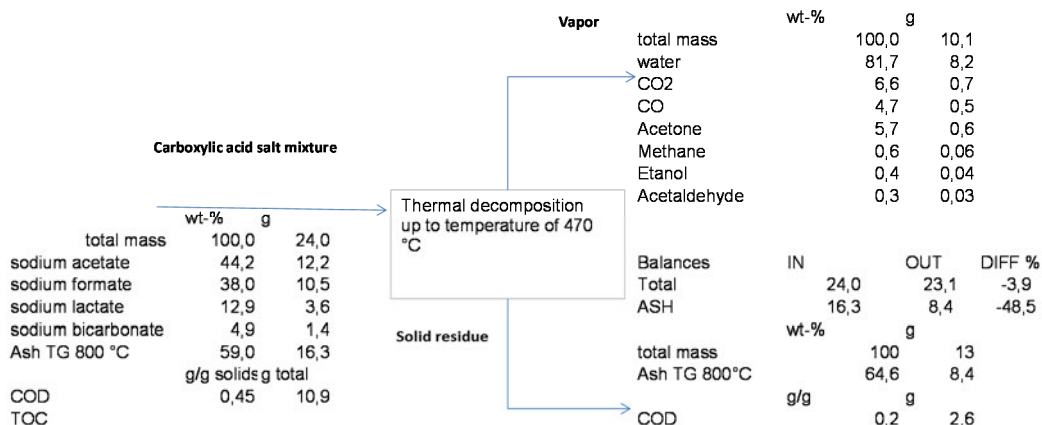 Vapor
wt-% g
total mass 100,0 10,1
water 81,7 8,2
CO2 6,6 0,7
CO 4,7 0,5
Acetone 5,7 0,6
Methane 0,6 0,06
Etanol 0,4 0,04
Acetaldehyde 0,3 0,03
Carboxylic acid salt mixture
wt-% g
total mass 100,0 24,0
sodium acetate 44,2 12,2
sodium formate 38,0 10,5
sodium lactate 12,9 3,6
sodium bicarbonate 4,9 1,4
Ash TG 800 °C 59,0 16,3
g/g solids g total
COD 0,45 10,9
TOC
Thermal decomposition
up to temperature of 470
°C
Solid residue
Balances IN OUT DIFF %
Total 24,0 23,1 -3,9
ASH 16,3 8,4 -48,5
wt-% g
total mass 100 13
Ash TG 800°C 64,6 8,4
g/g g
COD 0,2 2,6